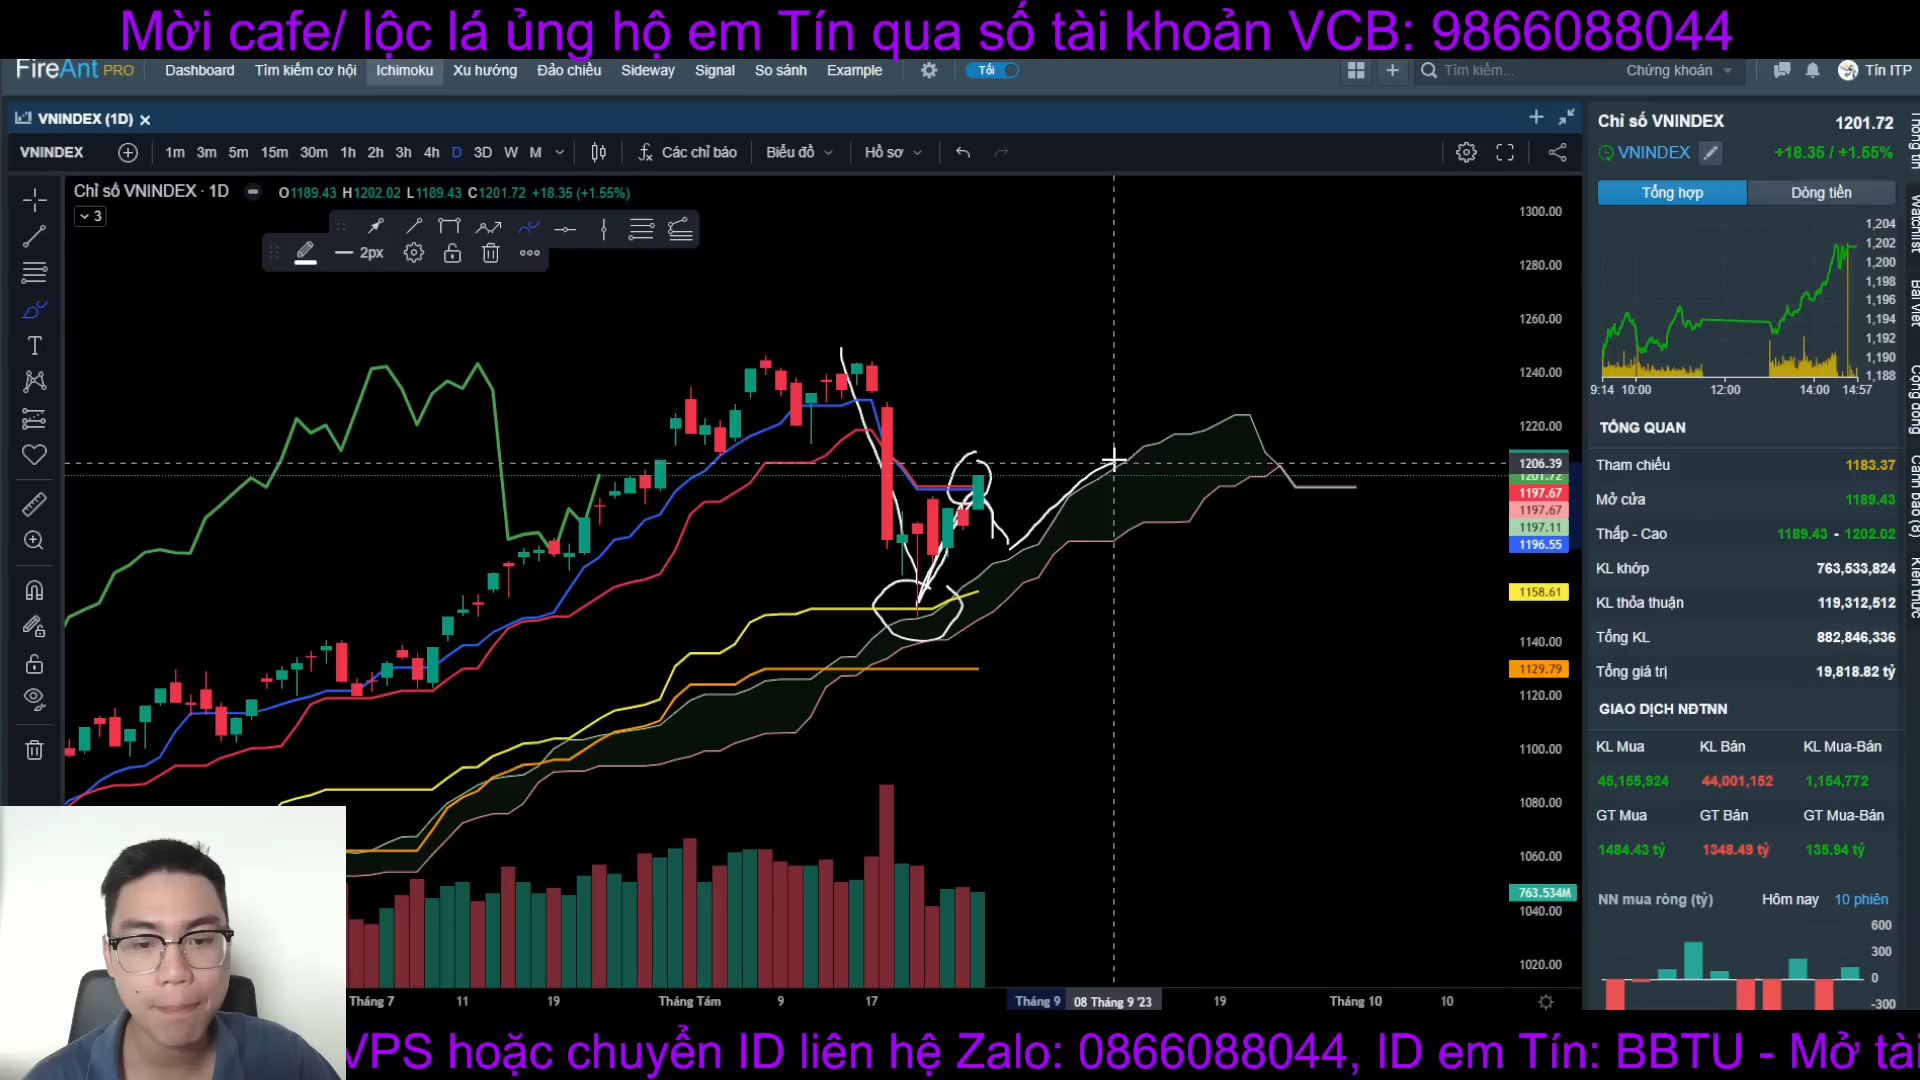 Mời cafe/ lộc lá ủng hộ em Tín qua số tài khoản VCB: 9866088044
FireAnt PRO Dashboard Tìm kiếm cơ hội Ichimoku Xu hướng Đảo chiều Sideway Signal So sánh Example Tối Tìm kiếm... Chứng khoán Tín ITP
VNINDEX (1D)
VNINDEX 1m 3m 5m 15m 30m 1h 2h 3h 4h D 3D W M Các chỉ báo Biểu đồ Hồ sơ
Chỉ số VNINDEX · 1D O1189.43 H1202.02 L1189.43 C1201.72 +18.35 (+1.55%)
3
2px
1300.00
1280.00
1260.00
1240.00
1220.00
1206.39
1201.72
1197.67
1197.67
1197.11
1196.55
1158.61
1140.00
1129.79
1120.00
1100.00
1080.00
1060.00
763.534M
1040.00
1020.00
Tháng 7 11 19 Tháng Tám 9 17 Tháng 9 08 Tháng 9 '23 19 Tháng 10 10
Chỉ số VNINDEX 1201.72
VNINDEX +18.35 / +1.55%
Tổng hợp Dòng tiền
1,204
1,202
1,200
1,198
1,196
1,194
1,192
1,190
1,188
9:14 10:00 12:00 14:00 14:57
TỔNG QUAN
Tham chiếu 1183.37
Mở cửa 1189.43
Thấp - Cao 1189.43 - 1202.02
KL khớp 763,533,824
KL thỏa thuận 119,312,512
Tổng KL 882,846,336
Tổng giá trị 19,818.82 tỷ
GIAO DỊCH NĐTNN
KL Mua KL Bán KL Mua-Bán
45,155,924 44,001,152 1,154,772
GT Mua GT Bán GT Mua-Bán
1484.43 tỷ 1348.49 tỷ 135.94 tỷ
NN mua ròng (tỷ) Hôm nay 10 phiên
600
300
0
-300
Thông tin
Watchlist
Bài viết
Cộng đồng
Cảnh báo (8)
Kiến thức
VPS hoặc chuyển ID liên hệ Zalo: 0866088044, ID em Tín: BBTU - Mở tài